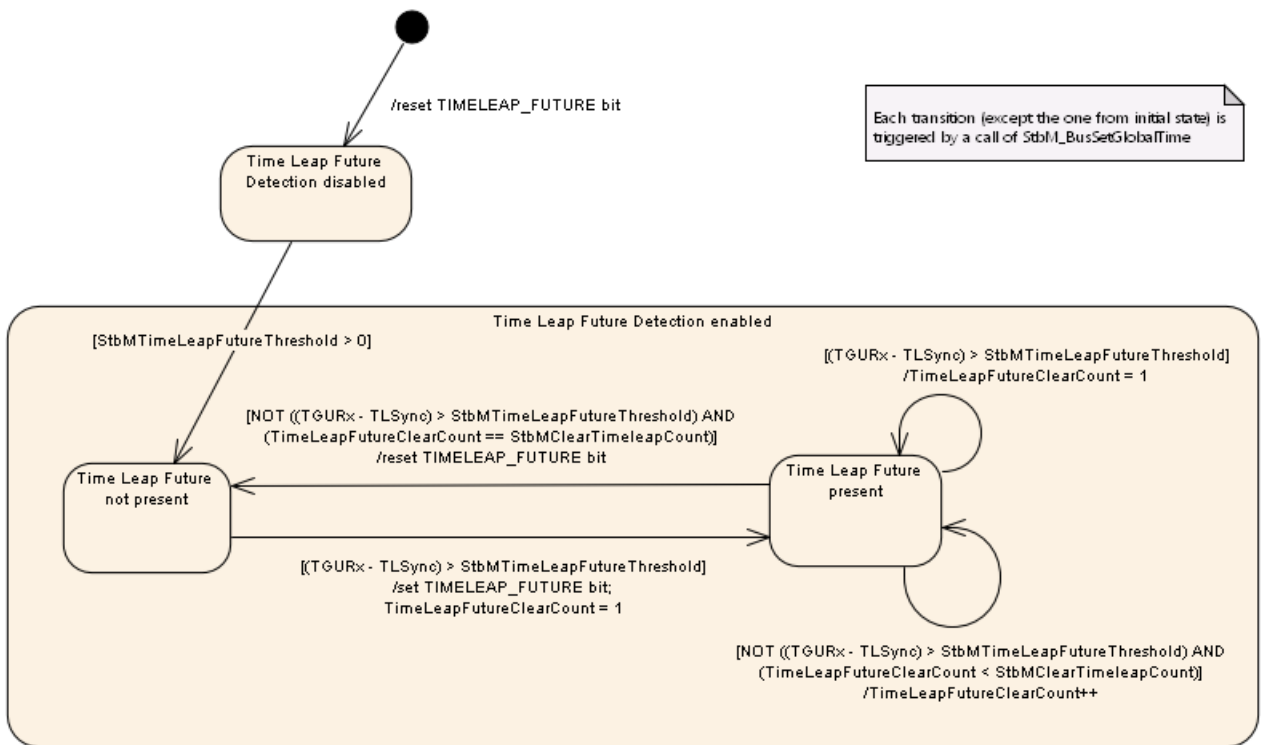 /reset TIMELEAP_FUTURE bit
Each transition (except the one from initial state) is
triggered by a call of StbM_BusSetGlobalTime
Time Leap Future
Detection disabled
Time Leap Future Detection enabled
[StbMTimeLeapFutureThreshold > 0]
[(TGURx - TLSync) > StbMTimeLeapFutureThreshold]
/TimeLeapFutureClearCount = 1
[NOT ((TGURx - TLSync) > StbMTimeLeapFutureThreshold) AND
(TimeLeapFutureClearCount == StbMClearTimeleapCount)]
/reset TIMELEAP_FUTURE bit
Time Leap Future
not present
Time Leap Future
present
[(TGURx - TLSync) > StbMTimeLeapFutureThreshold]
/set TIMELEAP_FUTURE bit;
TimeLeapFutureClearCount = 1
[NOT ((TGURx - TLSync) > StbMTimeLeapFutureThreshold) AND
(TimeLeapFutureClearCount < StbMClearTimeleapCount)]
/TimeLeapFutureClearCount++